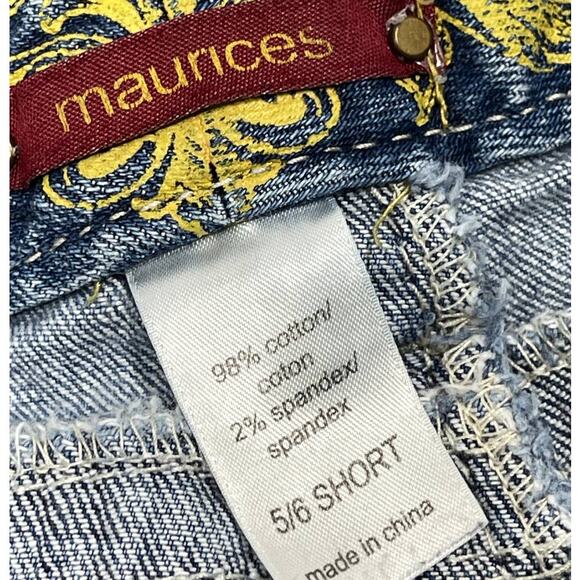 maurices
98% cotton/
coton
2% spandex/
spandex
5/6 SHORT
made in china